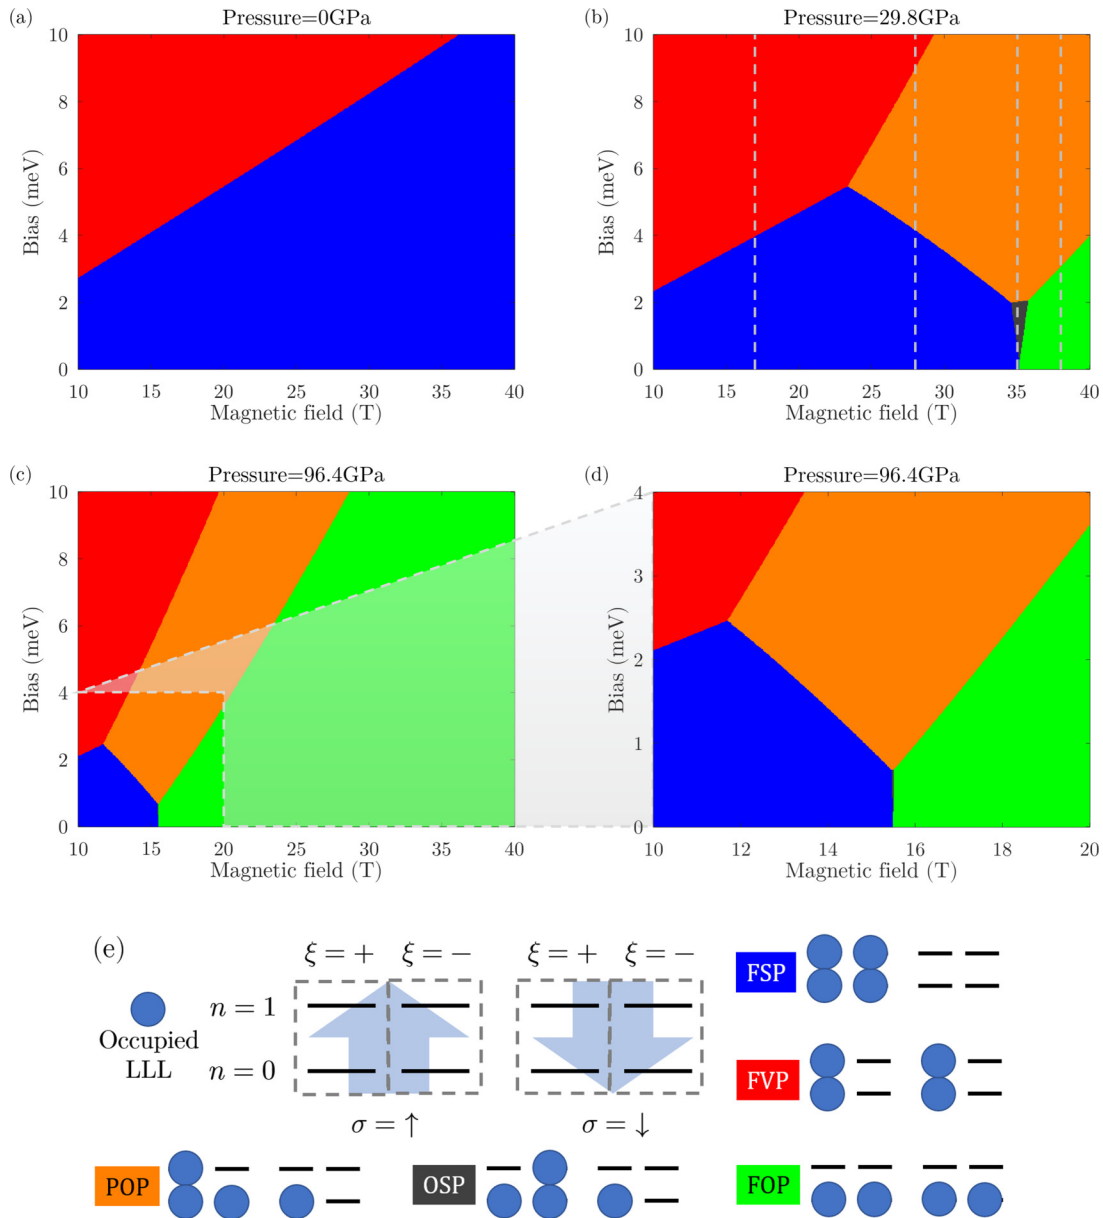 (a) Pressure=0GPa
10
8
6
4
2
0
Bias (meV)
10 15 20 25 30 35 40
Magnetic field (T)
(b) Pressure=29.8GPa
10
8
6
4
2
0
Bias (meV)
10 15 20 25 30 35 40
Magnetic field (T)
(c) Pressure=96.4GPa
10
8
6
4
2
0
Bias (meV)
10 15 20 25 30 35 40
Magnetic field (T)
(d) Pressure=96.4GPa
4
3
2
1
0
Bias (meV)
10 12 14 16 18 20
Magnetic field (T)
(e)
ξ = + ξ = − ξ = + ξ = −
n = 1
n = 0
Occupied
LLL
σ = ↑ σ = ↓
FSP
FVP
POP OSP FOP